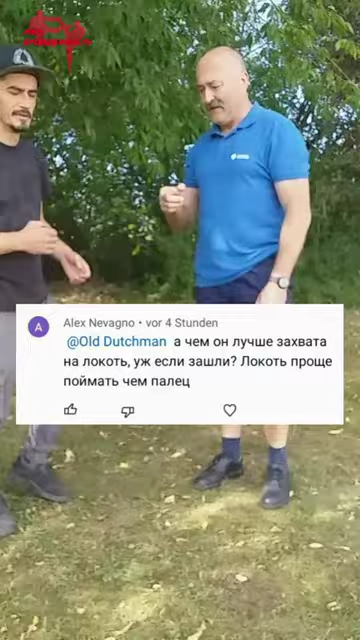 Alex Nevagno • vor 4 Stunden
@Old Dutchman а чем он лучше захвата
на локоть, уж если зашли? Локоть проще
поймать чем палец
A